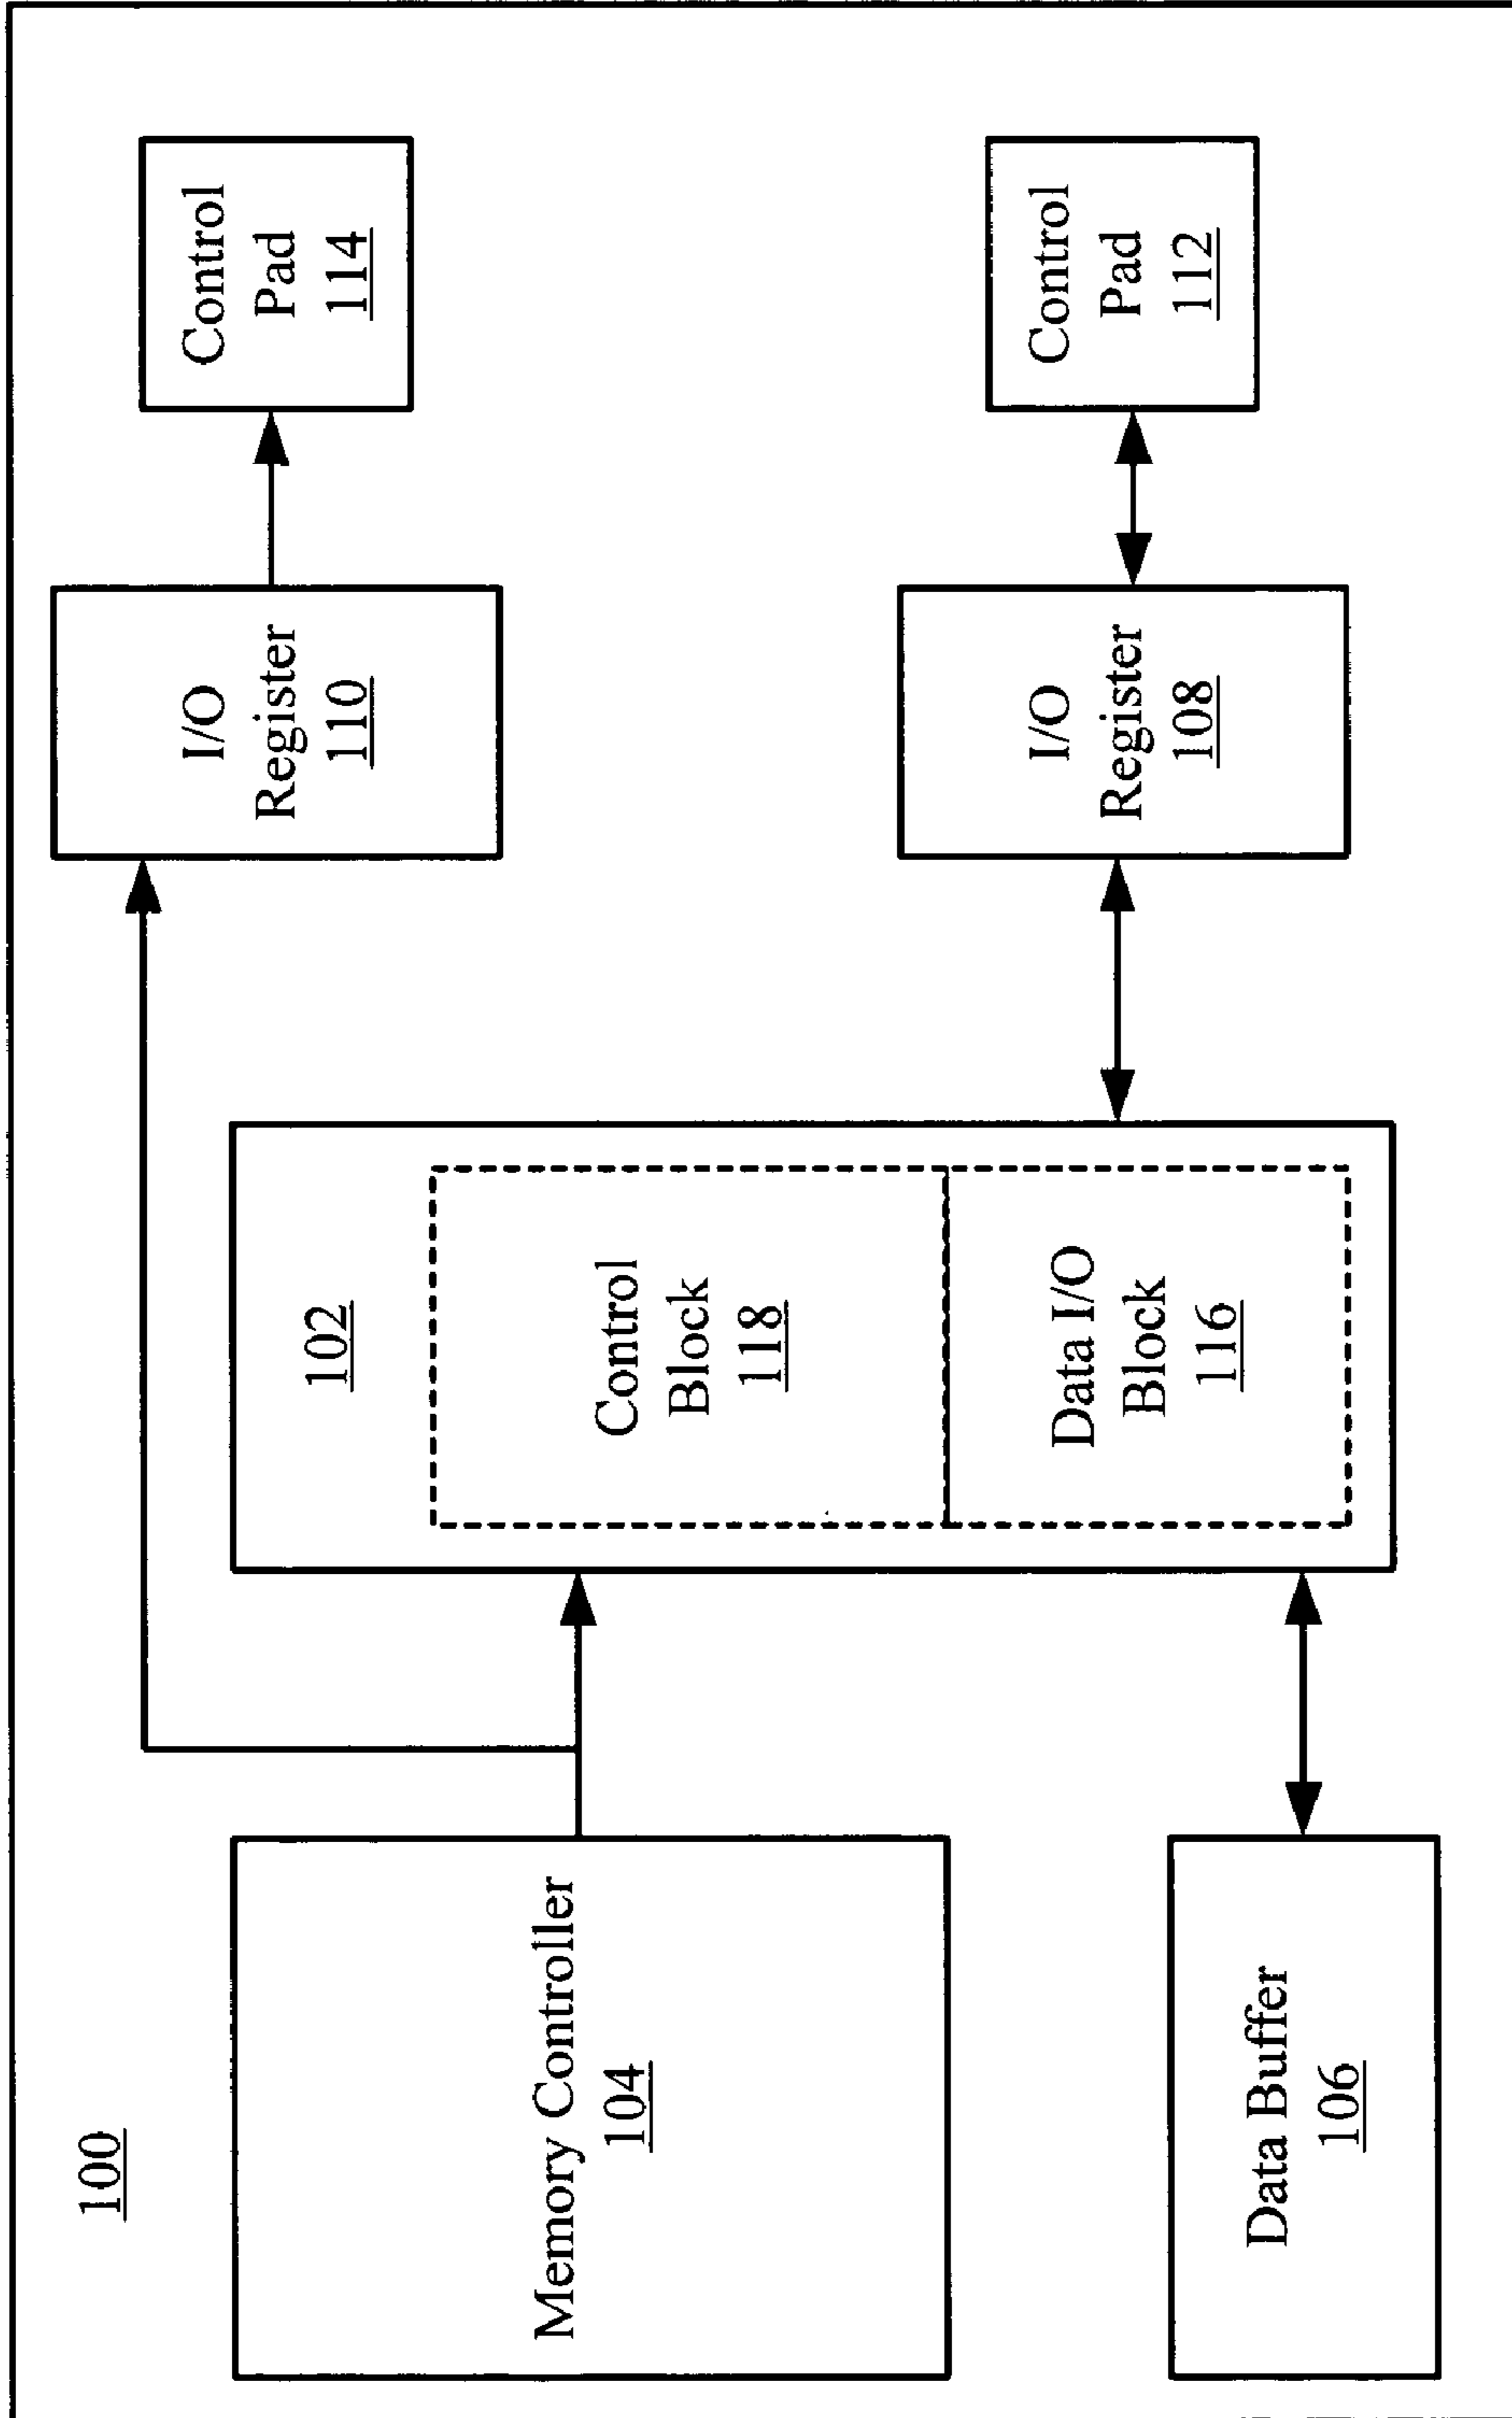 100
Memory Controller
104
Data Buffer
106
102
Control
Block
118
Data I/O
Block
116
I/O
Register
110
I/O
Register
108
Control
Pad
114
Control
Pad
112